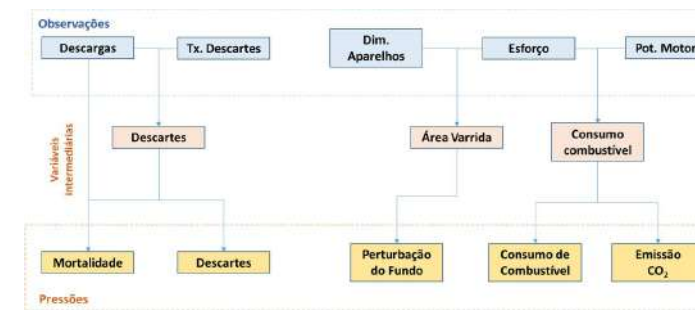 Observações
Descargas
Tx. Descartes
Dim.
Aparelhos
Esforço
Pot. Motor
Variáveis
intermediárias
Descartes
Área Varrida
Consumo
combustível
Mortalidade
Descartes
Perturbação
do Fundo
Consumo de
Combustível
Emissão
CO₂
Pressões